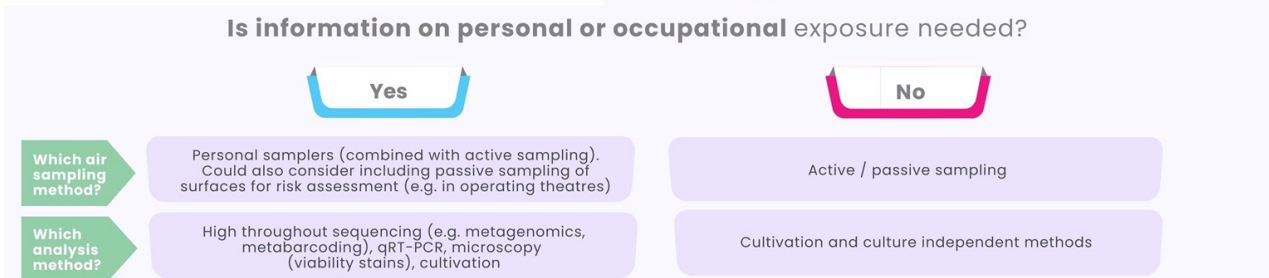 Is information on personal or occupational exposure needed?
Yes
No
Which air
sampling
method?
Personal samplers (combined with active sampling).
Could also consider including passive sampling of
surfaces for risk assessment (e.g. in operating theatres)
Active / passive sampling
Which
analysis
method?
High throughout sequencing (e.g. metagenomics,
metabarcoding), qRT-PCR, microscopy
(viability stains), cultivation
Cultivation and culture independent methods